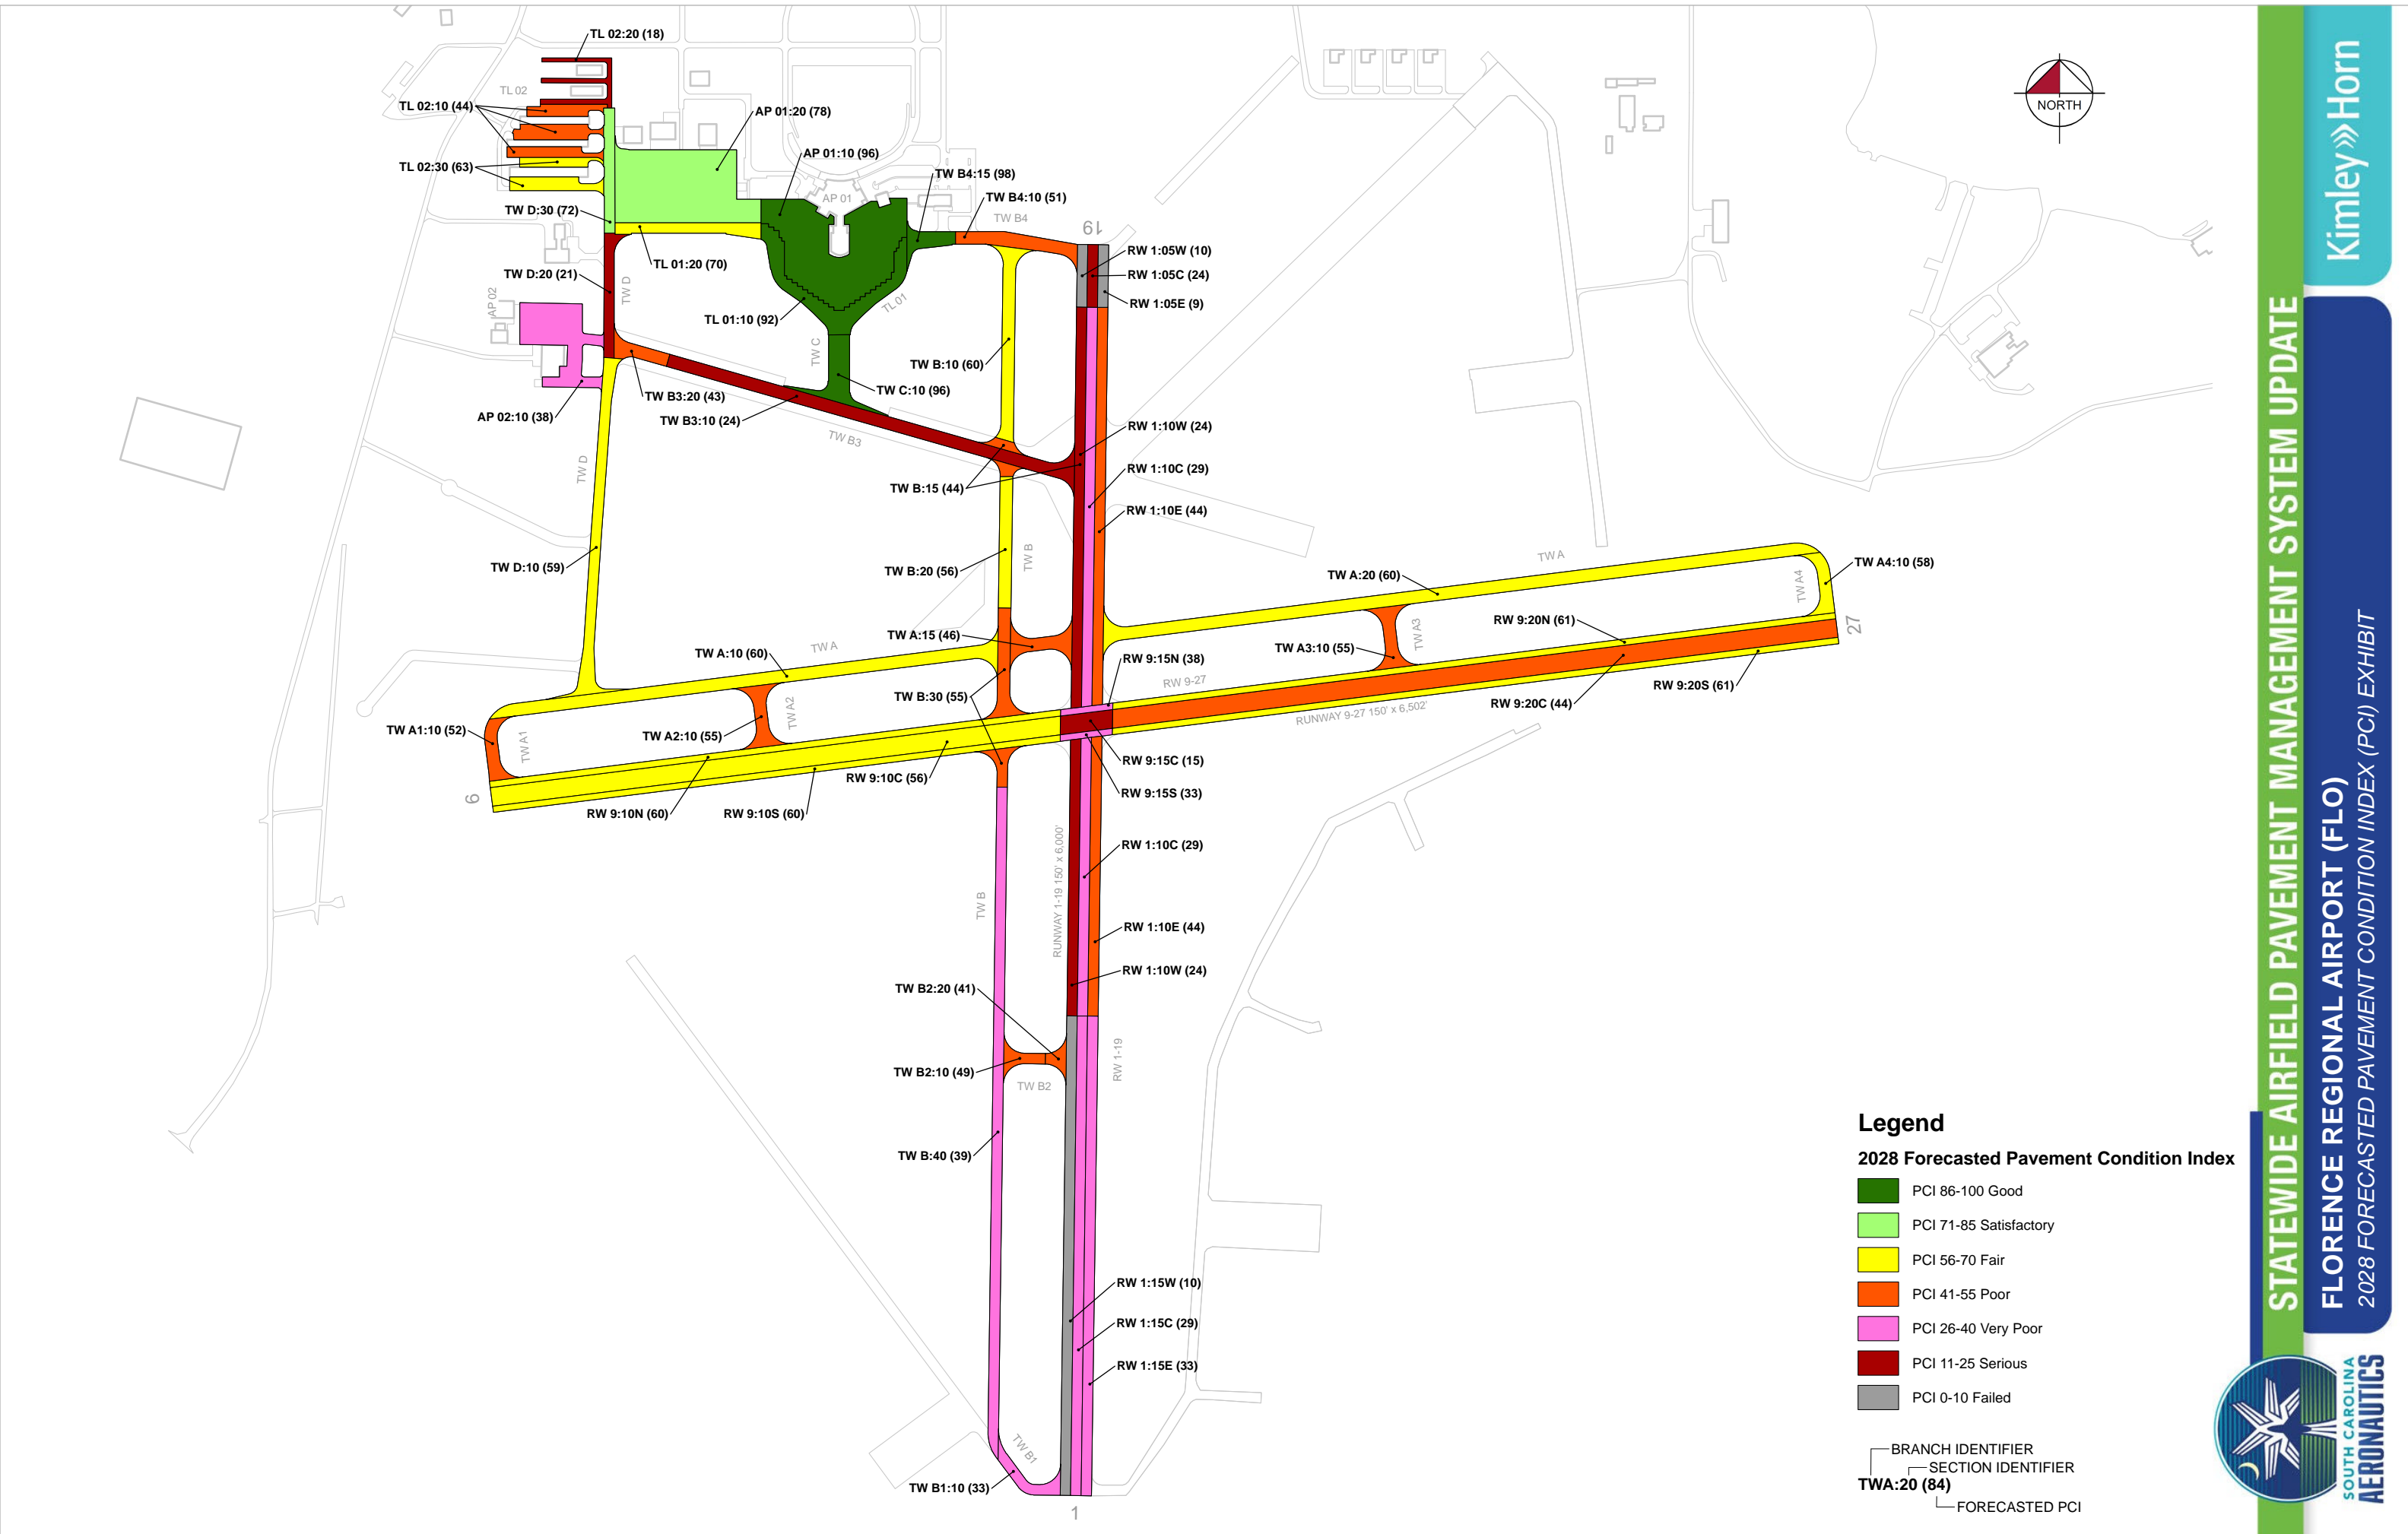 TL 02:20 (18)
TL 02
TL 02:10 (44)
AP 01:20 (78)
AP 01:10 (96)
TL 02:30 (63)
TW B4:15 (98)
TW B4:10 (51)
AP 01
TW B4
TW D:30 (72)
19
RW 1:05W (10)
TL 01:20 (70)
TW D:20 (21)
RW 1:05C (24)
TW D
AP 02
RW 1:05E (9)
TL 01
TL 01:10 (92)
TW C
TW B:10 (60)
TW C:10 (96)
TW B3:20 (43)
AP 02:10 (38)
TW B3:10 (24)
RW 1:10W (24)
TW B3
TW D
RW 1:10C (29)
TW B:15 (44)
RW 1:10E (44)
TW A
TW B
TW D:10 (59)
TW B:20 (56)
TW A:20 (60)
TW A4:10 (58)
TW A4
RW 9:20N (61)
27
TW A3
TW A:15 (46)
TW A
TW A:10 (60)
TW A3:10 (55)
RW 9:15N (38)
RW 9-27
RW 9:20S (61)
TW B:30 (55)
RW 9:20C (44)
RUNWAY 9-27 150' x 6,502'
TW A2
TW A1:10 (52)
TW A2:10 (55)
TW A1
RW 9:15C (15)
RW 9:10C (56)
RW 9:15S (33)
9
RW 9:10N (60)
RW 9:10S (60)
RW 1:10C (29)
RUNWAY 1-19 150' x 6,000'
TW B
RW 1:10E (44)
RW 1:10W (24)
TW B2:20 (41)
RW 1-19
TW B2:10 (49)
TW B2
TW B:40 (39)
RW 1:15W (10)
RW 1:15C (29)
RW 1:15E (33)
TW B1
TW B1:10 (33)
1
NORTH
Legend
2028 Forecasted Pavement Condition Index
PCI 86-100 Good
PCI 71-85 Satisfactory
PCI 56-70 Fair
PCI 41-55 Poor
PCI 26-40 Very Poor
PCI 11-25 Serious
PCI 0-10 Failed
BRANCH IDENTIFIER
SECTION IDENTIFIER
TWA:20 (84)
FORECASTED PCI
STATEWIDE AIRFIELD PAVEMENT MANAGEMENT SYSTEM UPDATE
FLORENCE REGIONAL AIRPORT (FLO)
2028 FORECASTED PAVEMENT CONDITION INDEX (PCI) EXHIBIT
Kimley»Horn
SOUTH CAROLINA
AERONAUTICS